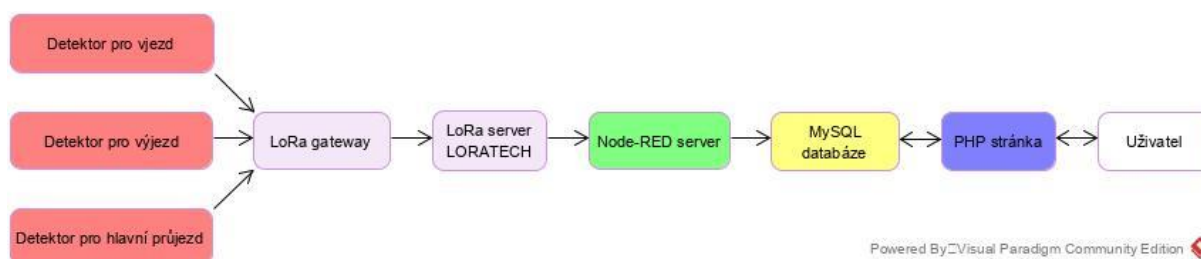 Detektor pro vjezd
Detektor pro výjezd
Detektor pro hlavní průjezd
LoRa gateway
LoRa server
LORATECH
Node-RED server
MySQL
databáze
PHP stránka
Uživatel
Powered By□Visual Paradigm Community Edition